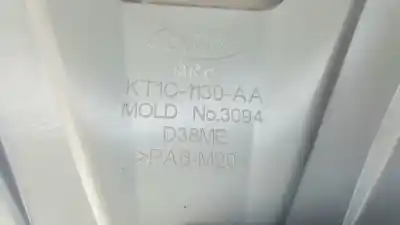 KT1C-1130-AA
MOLD No.3094
D38ME
>PA6-M20